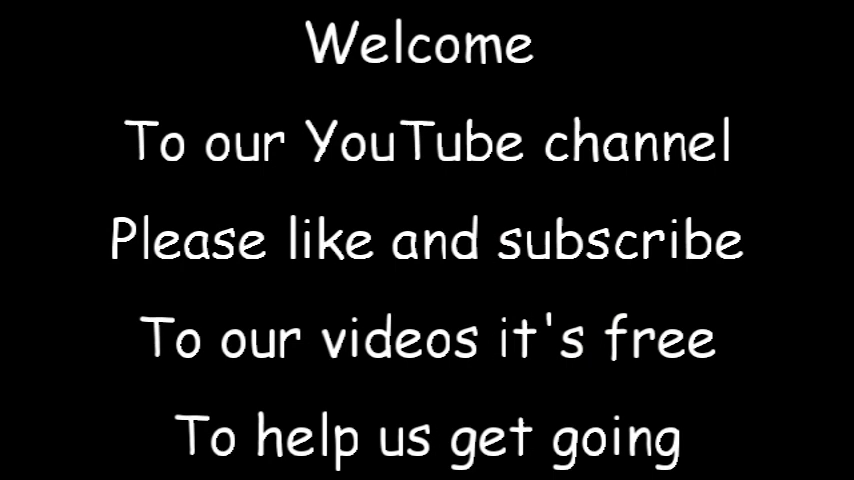 Welcome
To our YouTube channel
Please like and subscribe
To our videos it's free
To help us get going